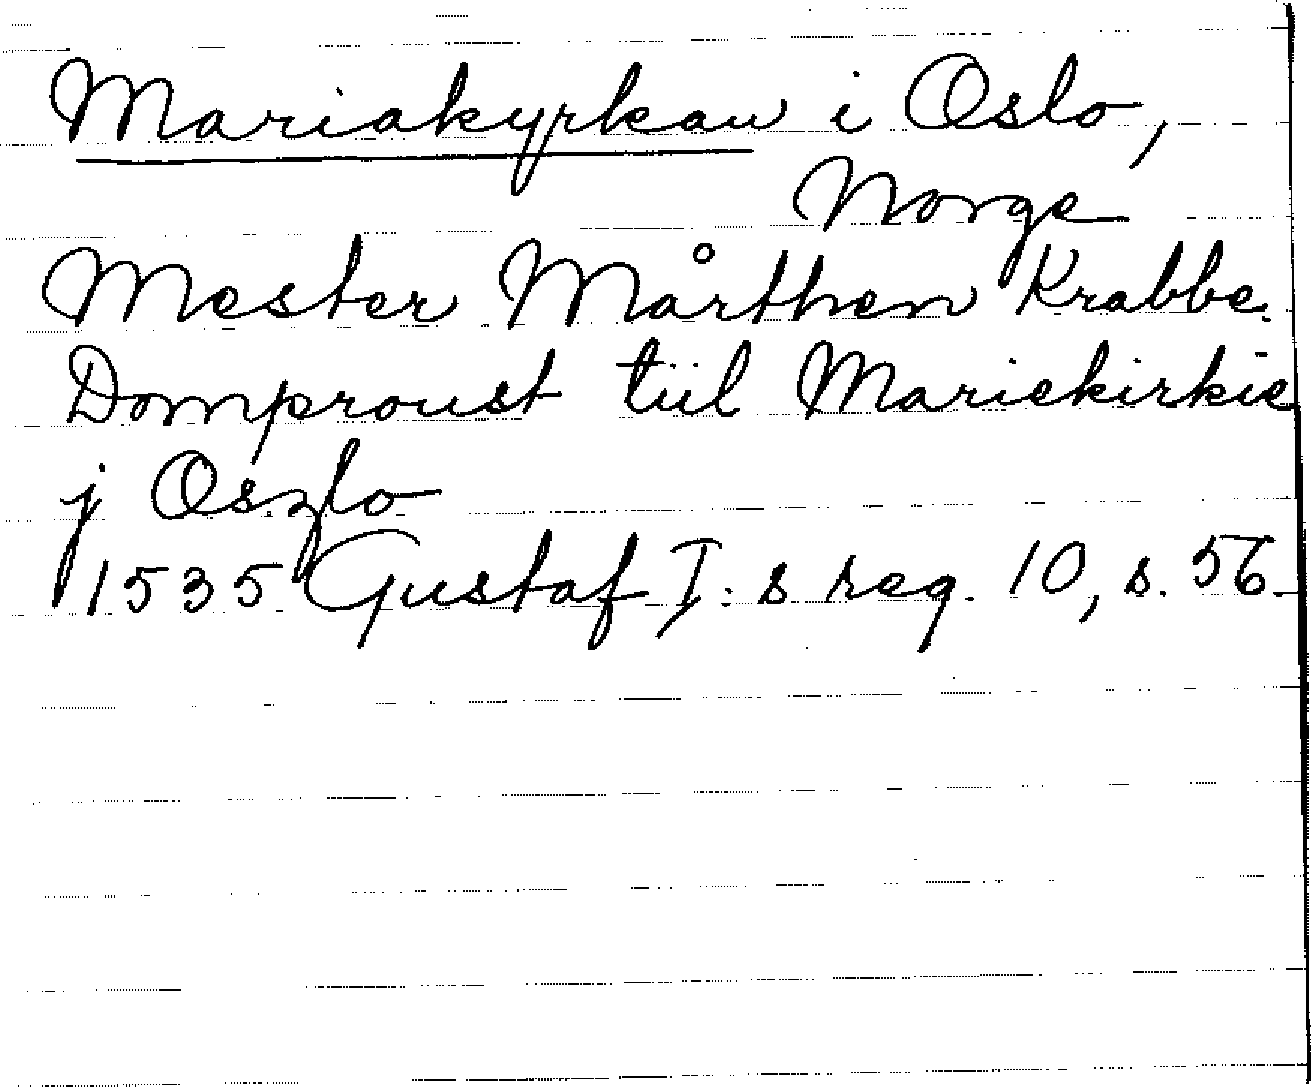 Mariakyrkan i Oslo,
Norge
Mester Mårthen Krabbe.
Domproust tiil Mariekirkie
j Oszlo
1535 Gustaf I:s reg. 10, s. 56